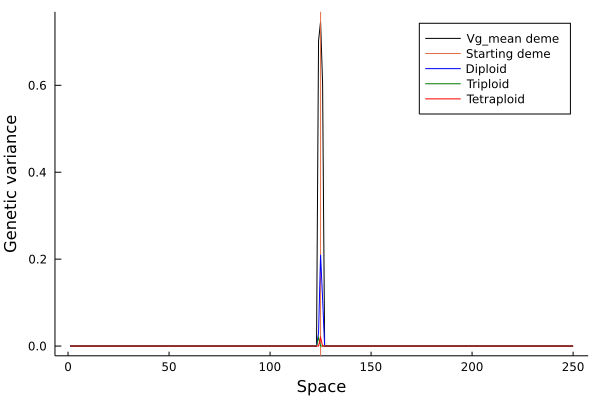 Vg_mean deme
Starting deme
Diploid
Triploid
Tetraploid
Genetic variance
0.6
0.4
0.2
0.0
0 50 100 150 200 250
Space